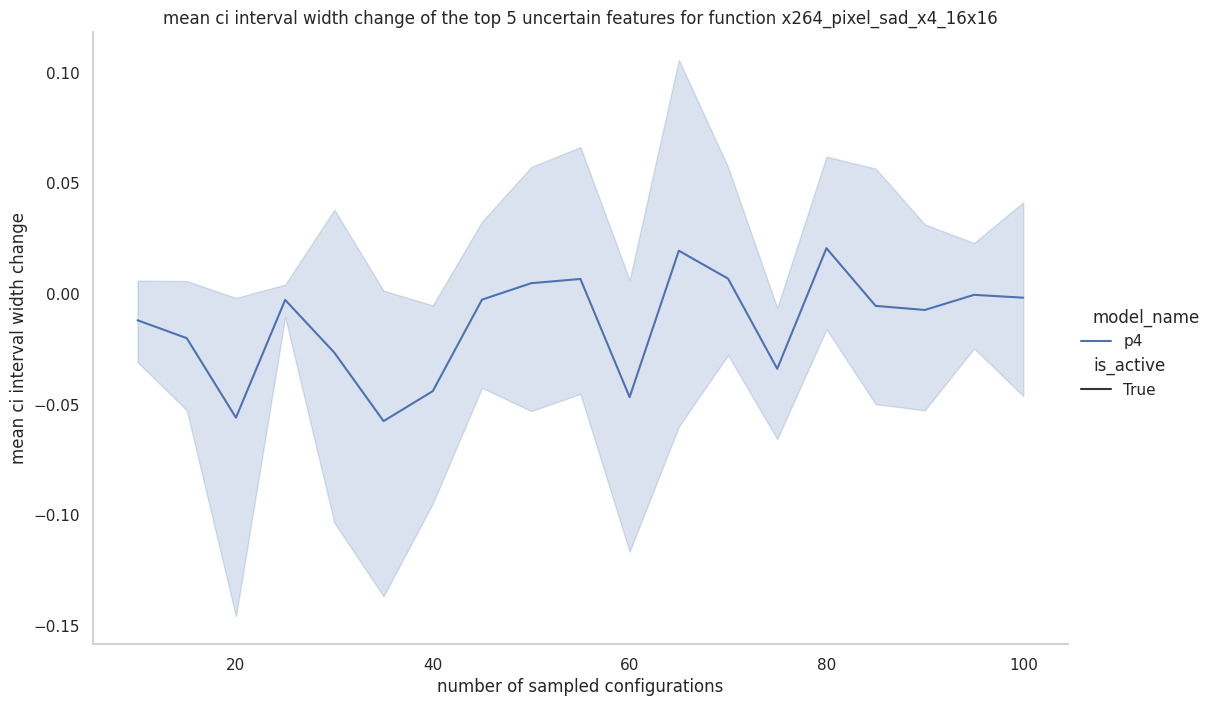 mean ci interval width change of the top 5 uncertain features for function x264_pixel_sad_x4_16x16
mean ci interval width change
0.10
0.05
0.00
−0.05
−0.10
−0.15
20
40
60
80
100
number of sampled configurations
model_name
p4
is_active
True